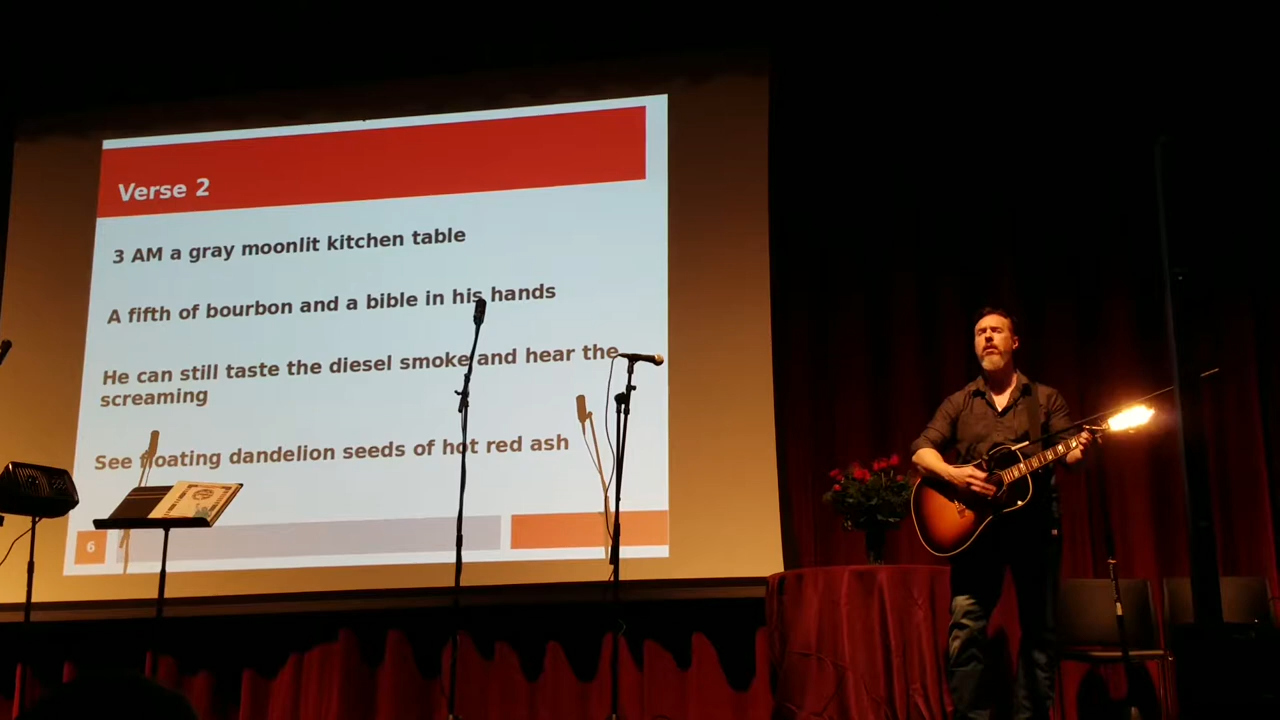 Verse 2
3 AM a gray moonlit kitchen table
A fifth of bourbon and a bible in his hands
He can still taste the diesel smoke and hear the
screaming
See floating dandelion seeds of hot red ash
6